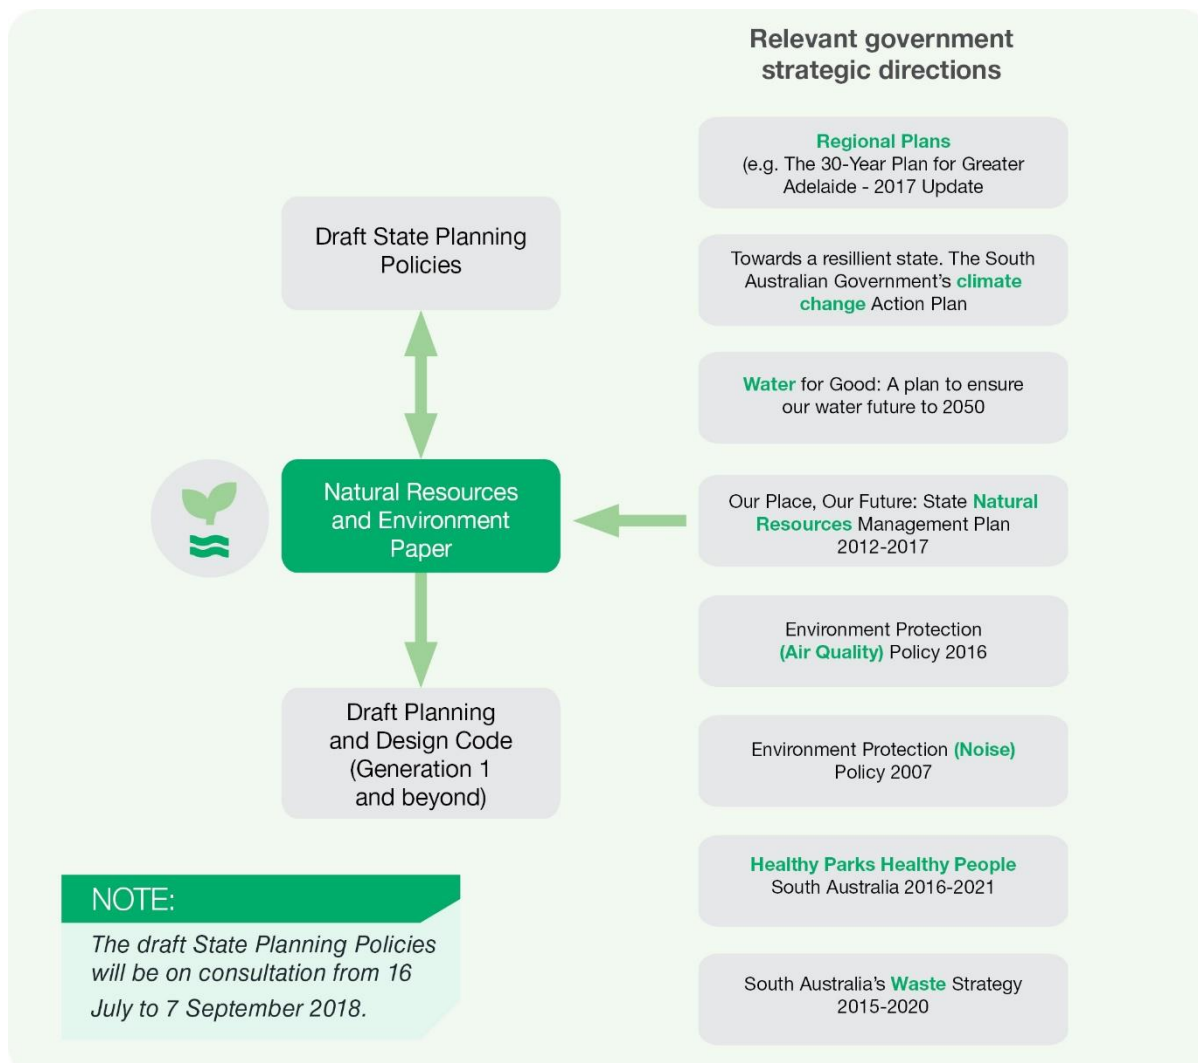 Relevant government
strategic directions
Regional Plans
(e.g. The 30-Year Plan for Greater
Adelaide - 2017 Update
Towards a resillient state. The South
Australian Government’s climate
change Action Plan
Water for Good: A plan to ensure
our water future to 2050
Our Place, Our Future: State Natural
Resources Management Plan
2012-2017
Environment Protection
(Air Quality) Policy 2016
Environment Protection (Noise)
Policy 2007
Healthy Parks Healthy People
South Australia 2016-2021
South Australia’s Waste Strategy
2015-2020
Draft State Planning
Policies
Natural Resources
and Environment
Paper
Draft Planning
and Design Code
(Generation 1
and beyond)
NOTE:
The draft State Planning Policies
will be on consultation from 16
July to 7 September 2018.